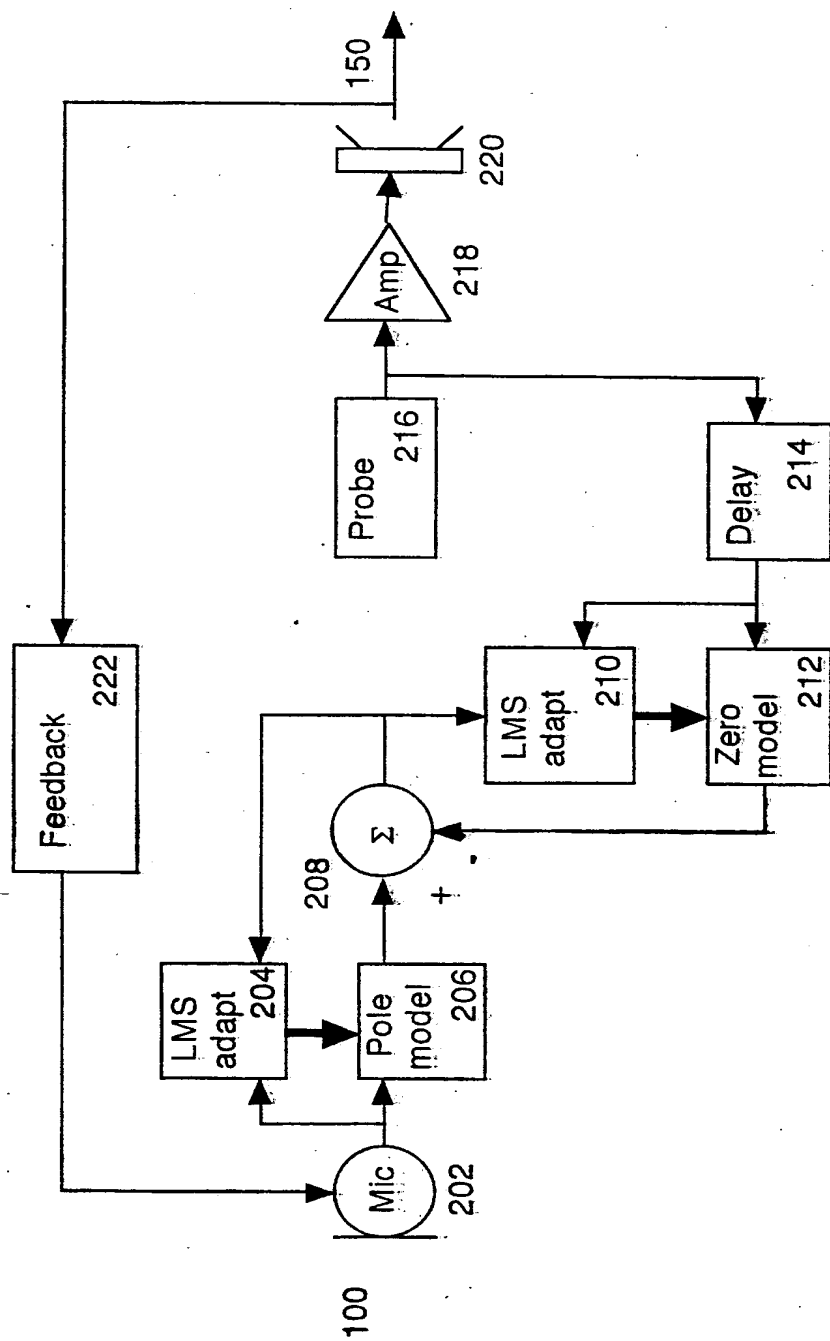 Feedback
222
150
LMS
adapt
204
208
Σ
Probe
216
Amp
218
220
100
Mic
202
Pole
model
206
+
LMS
adapt
210
Zero
model
212
Delay
214